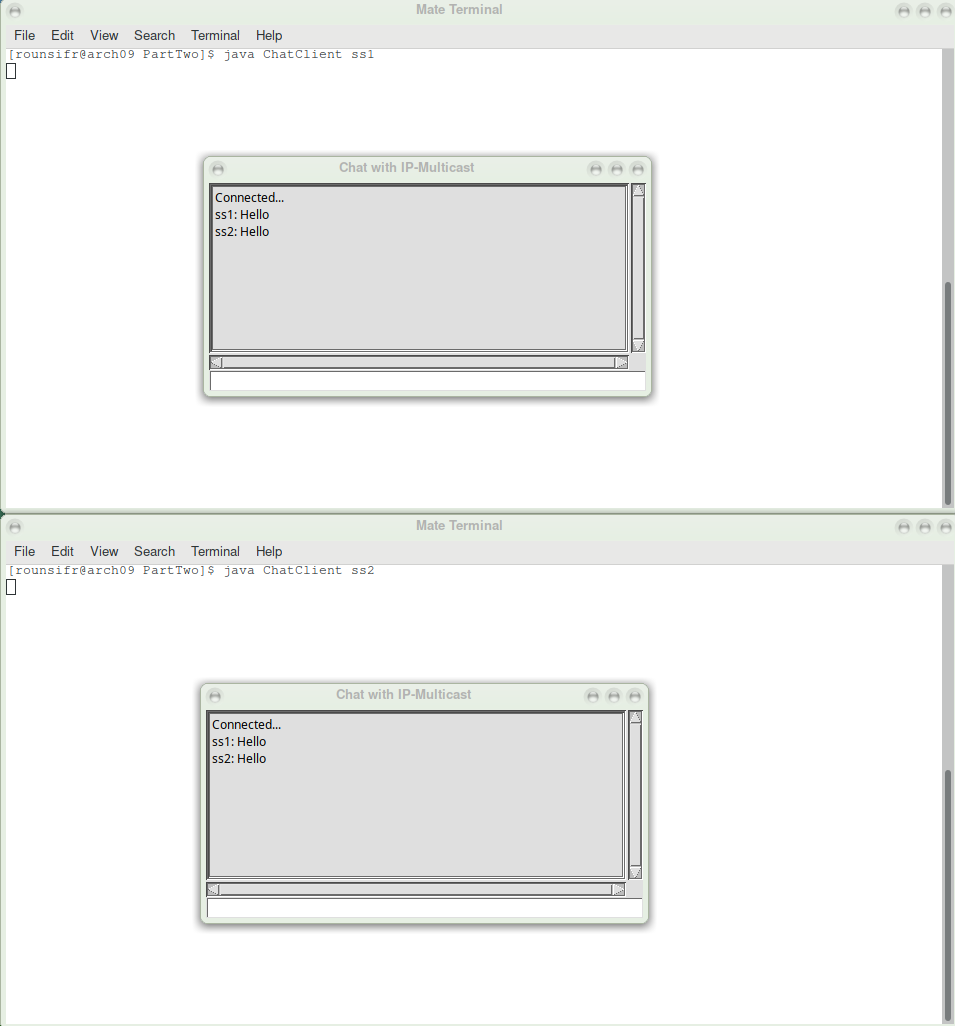 Mate Terminal
File Edit View Search Terminal Help
[rounsifr@arch09 PartTwo]$ java ChatClient ss1
Chat with IP-Multicast
Connected...
ss1: Hello
ss2: Hello
Mate Terminal
File Edit View Search Terminal Help
[rounsifr@arch09 PartTwo]$ java ChatClient ss2
Chat with IP-Multicast
Connected...
ss1: Hello
ss2: Hello